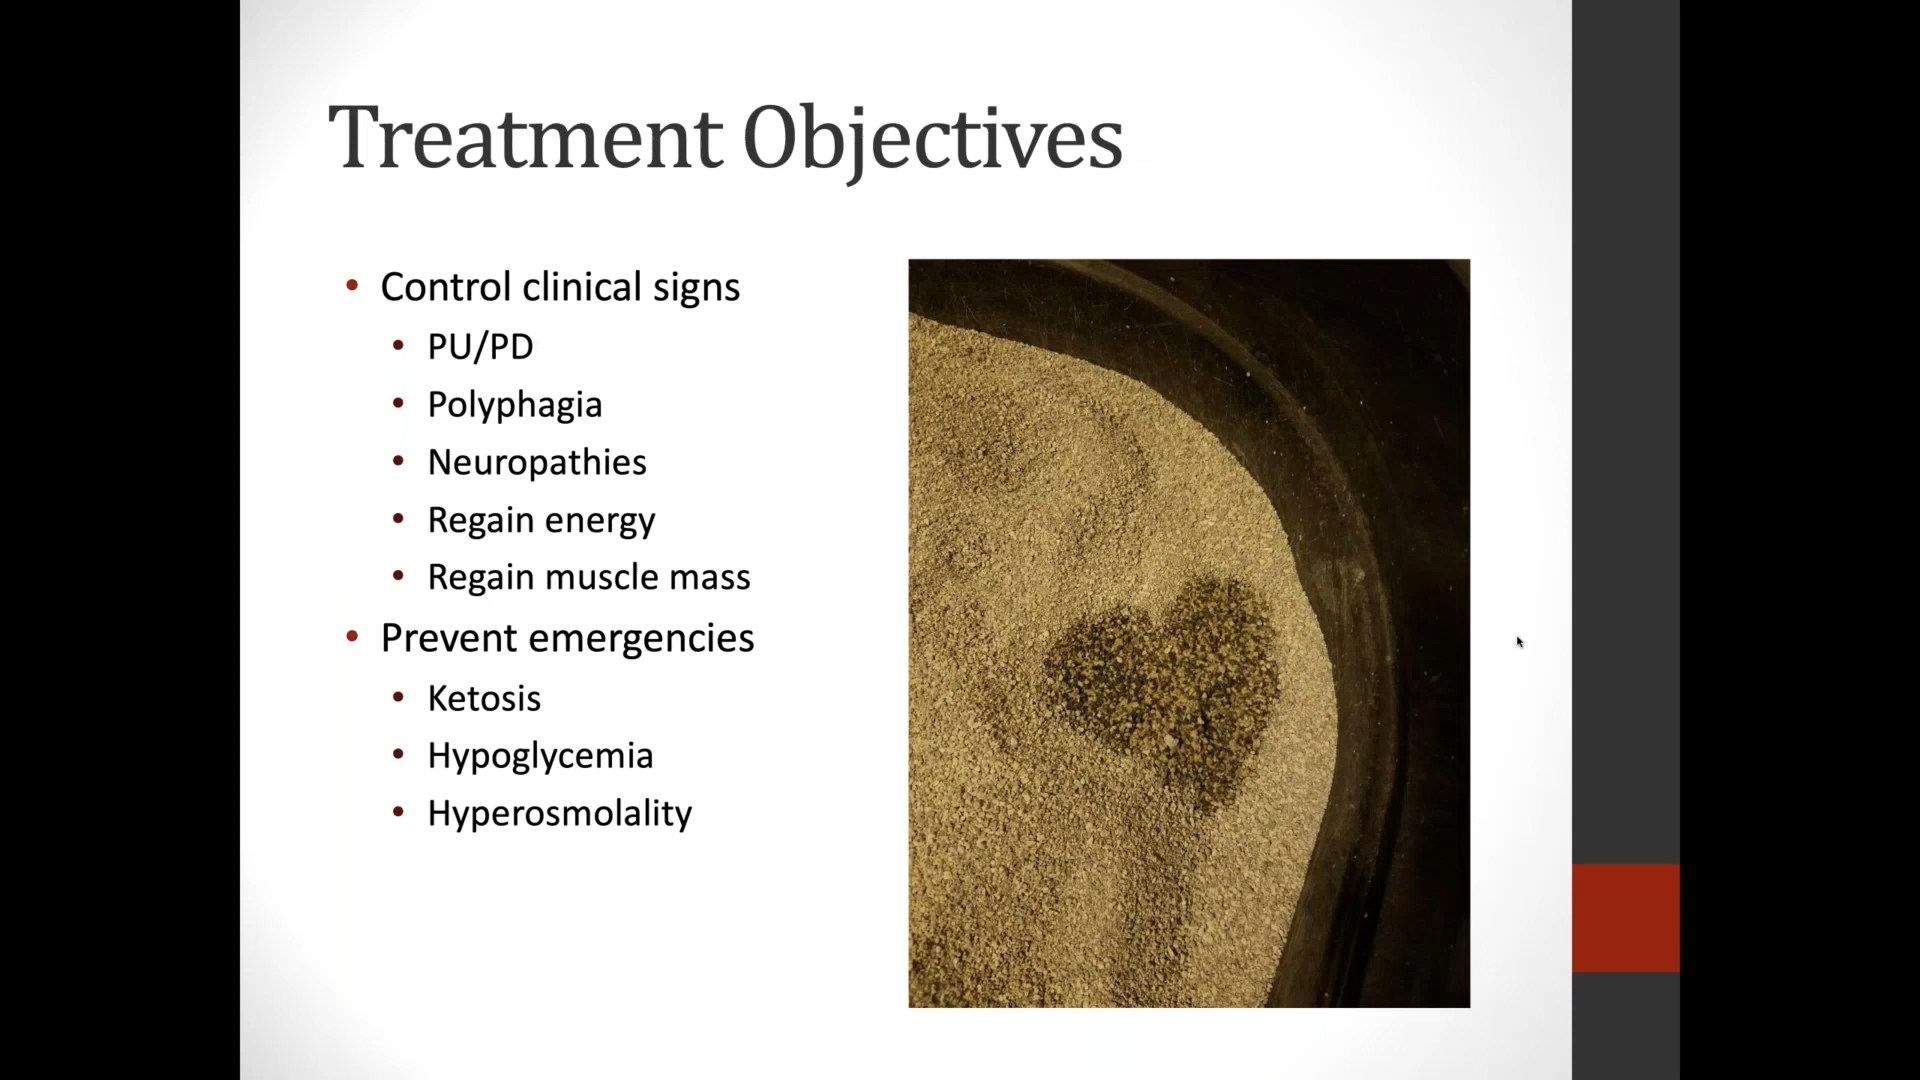 Treatment Objectives
• Control clinical signs
• PU/PD
• Polyphagia
• Neuropathies
• Regain energy
• Regain muscle mass
• Prevent emergencies
• Ketosis
• Hypoglycemia
• Hyperosmolality